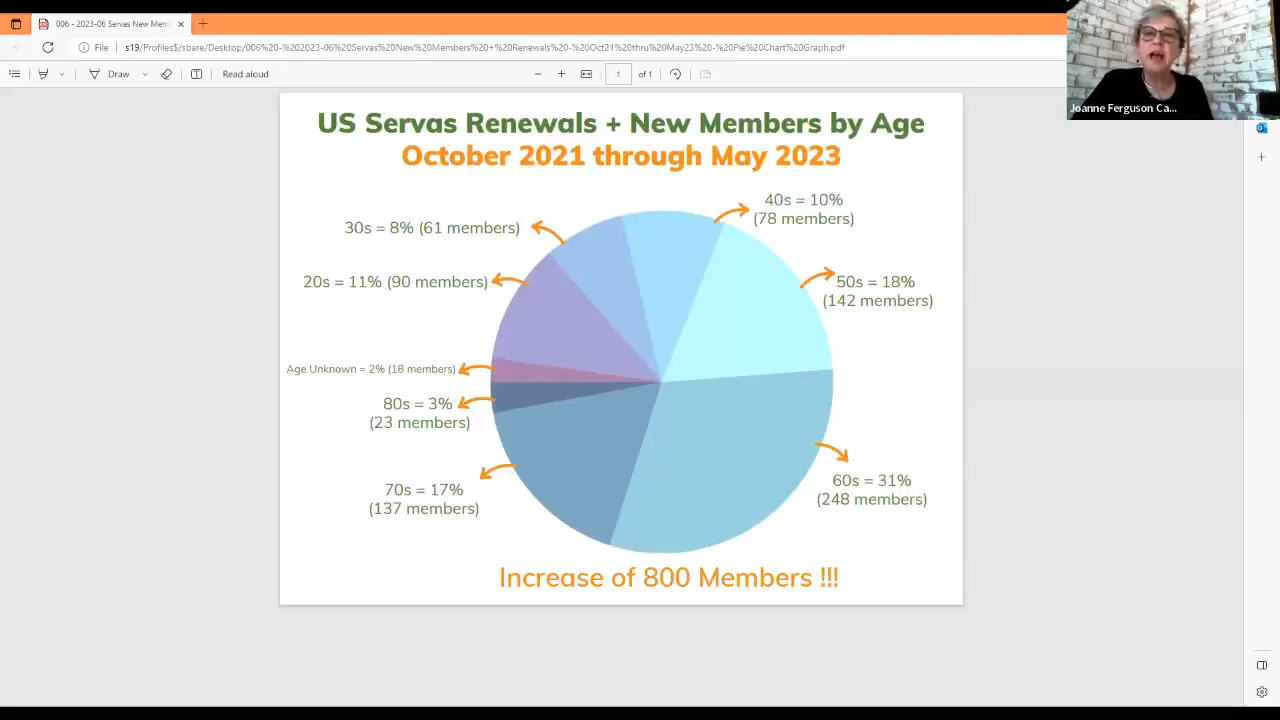 006 - 2023-06 Servas New Mem
File
s19/Profiles$/sbare/Desktop/006%20-%202023-06%20Servas%20New%20Members%20+%20Renewals%20-%20Oct21%20thru%20May23%20-%20Pie%20Chart%20Graph.pdf
Draw
Read aloud
1
of 1
Joanne Ferguson Ca...
US Servas Renewals + New Members by Age
October 2021 through May 2023
40s = 10%
(78 members)
30s = 8% (61 members)
20s = 11% (90 members)
50s = 18%
(142 members)
Age Unknown = 2% (18 members)
80s = 3%
(23 members)
70s = 17%
(137 members)
60s = 31%
(248 members)
Increase of 800 Members !!!